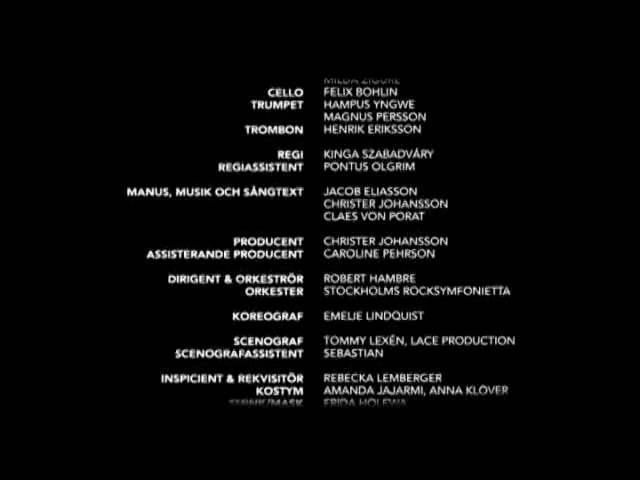 MILDA ZIGURE
CELLO FELIX BOHLIN
TRUMPET HAMPUS YNGWE
MAGNUS PERSSON
TROMBON HENRIK ERIKSSON
REGI KINGA SZABADVÁRY
REGIASSISTENT PONTUS OLGRIM
MANUS, MUSIK OCH SÅNGTEXT JACOB ELIASSON
CHRISTER JOHANSSON
CLAES VON PORAT
PRODUCENT CHRISTER JOHANSSON
ASSISTERANDE PRODUCENT CAROLINE PEHRSON
DIRIGENT & ORKESTRÖR ROBERT HAMBRE
ORKESTER STOCKHOLMS ROCKSYMFONIETTA
KOREOGRAF EMELIE LINDQUIST
SCENOGRAF TOMMY LEXÉN, LACE PRODUCTION
SCENOGRAFASSISTENT SEBASTIAN
INSPICIENT & REKVISITÖR REBECKA LEMBERGER
KOSTYM AMANDA JAJARMI, ANNA KLÖVER
FRIDA